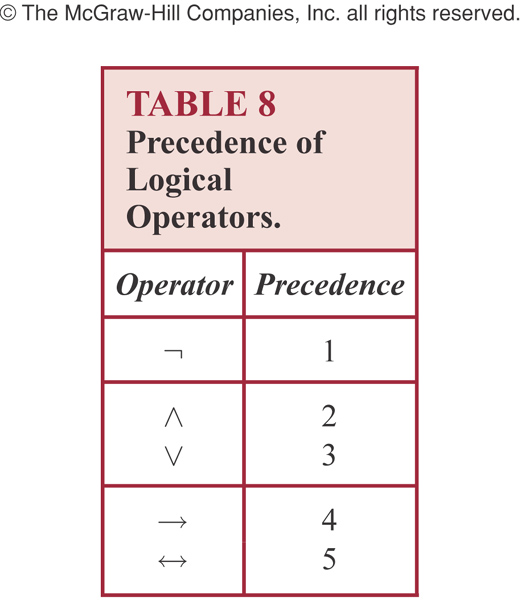 © The McGraw-Hill Companies, Inc. all rights reserved.
TABLE 8
Precedence of
Logical
Operators.
Operator Precedence
¬ 1
∧ 2
∨ 3
→ 4
↔ 5